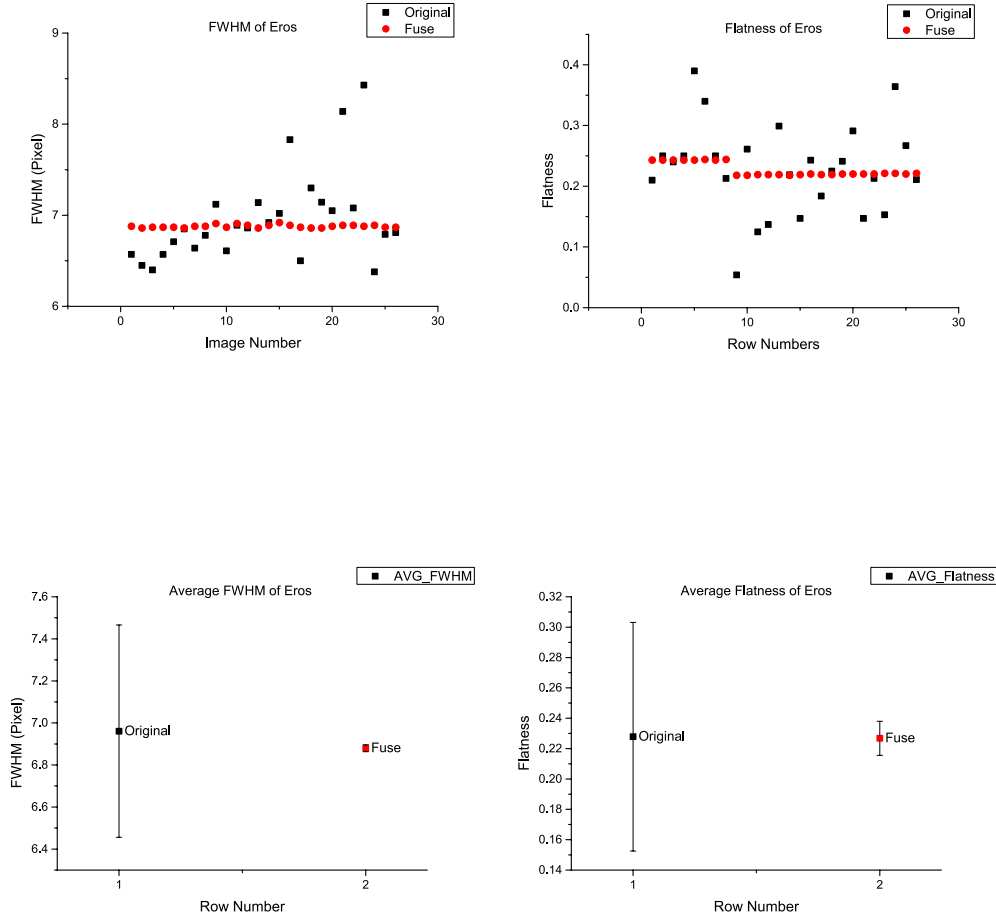 FWHM of Eros
Original
Fuse
9
8
7
6
FWHM (Pixel)
0
10
20
30
Image Number
Flatness of Eros
Original
Fuse
0.4
0.3
0.2
0.1
0.0
Flatness
0
10
20
30
Row Numbers
AVG_FWHM
Average FWHM of Eros
7.6
7.4
7.2
7.0
6.8
6.6
6.4
FWHM (Pixel)
Original
Fuse
1
2
Row Number
AVG_Flatness
Average Flatness of Eros
0.32
0.30
0.28
0.26
0.24
0.22
0.20
0.18
0.16
0.14
Flatness
Original
Fuse
1
2
Row Number